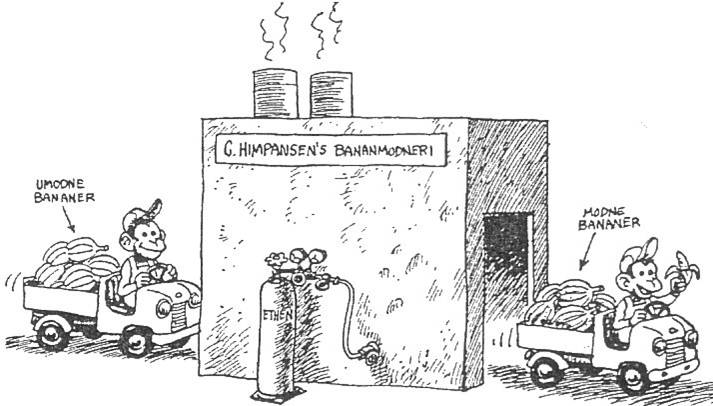 C. HIMPANSEN'S BANANMODNERI
UMODNE
BANANER
MODNE
BANANER
ETHEN